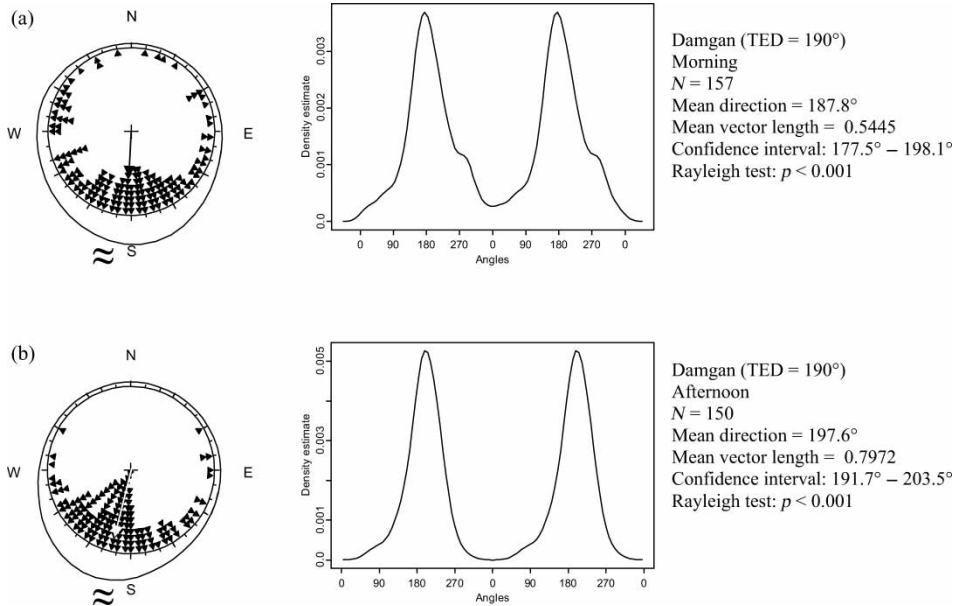 (a)
N
W
E
S
≈
Density estimate
0.003
0.002
0.001
0.0
0 90 180 270 0 90 180 270 0
Angles
Damgan (TED = 190°)
Morning
N = 157
Mean direction = 187.8°
Mean vector length = 0.5445
Confidence interval: 177.5° – 198.1°
Rayleigh test: p < 0.001
(b)
N
W
E
S
≈
Density estimate
0.005
0.003
0.001
0.0
0 90 180 270 0 90 180 270 0
Angles
Damgan (TED = 190°)
Afternoon
N = 150
Mean direction = 197.6°
Mean vector length = 0.7972
Confidence interval: 191.7° – 203.5°
Rayleigh test: p < 0.001